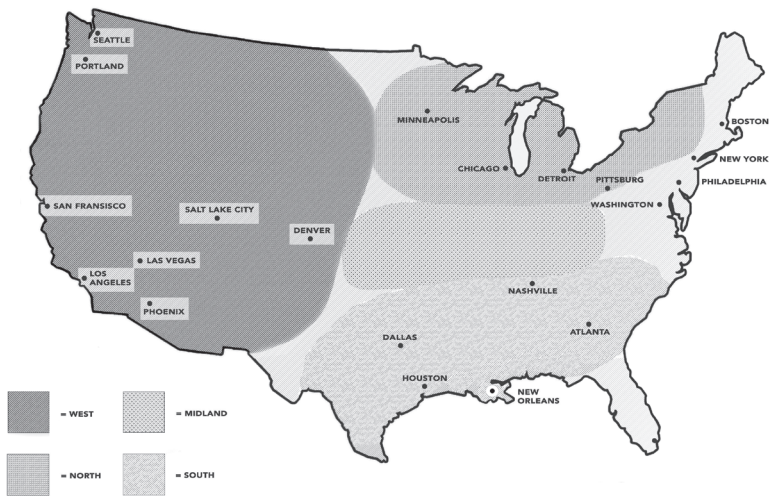 SEATTLE
PORTLAND
MINNEAPOLIS
BOSTON
NEW YORK
CHICAGO
DETROIT
PITTSBURG
PHILADELPHIA
WASHINGTON
SAN FRANSISCO
SALT LAKE CITY
DENVER
LAS VEGAS
LOS
ANGELES
PHOENIX
NASHVILLE
ATLANTA
DALLAS
HOUSTON
NEW
ORLEANS
= WEST
= MIDLAND
= NORTH
= SOUTH